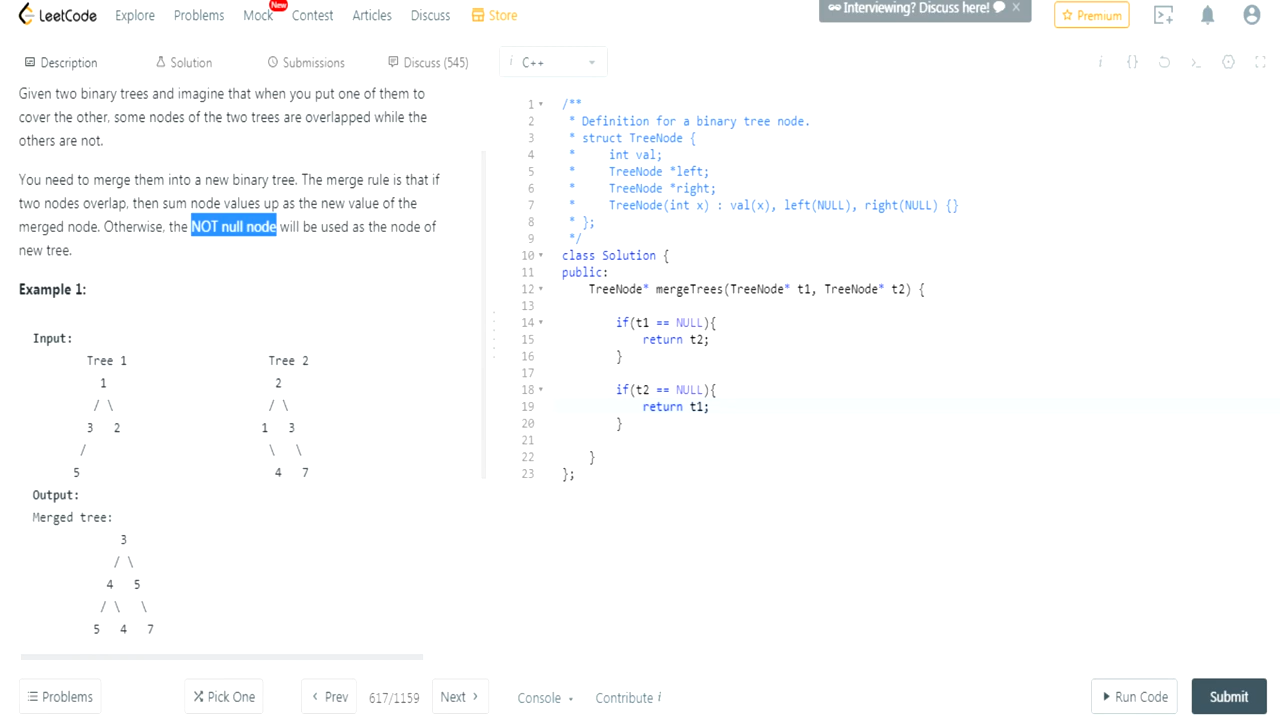 LeetCode Explore Problems Mock New Contest Articles Discuss Store Interviewing? Discuss here! x Premium
Description Solution Submissions Discuss (545) i C++ i {}
Given two binary trees and imagine that when you put one of them to
cover the other, some nodes of the two trees are overlapped while the
others are not.
You need to merge them into a new binary tree. The merge rule is that if
two nodes overlap, then sum node values up as the new value of the
merged node. Otherwise, the NOT null node will be used as the node of
new tree.
Example 1:
Input:
Tree 1 Tree 2
1 2
/ \ / \
3 2 1 3
/ \ \
5 4 7
Output:
Merged tree:
3
/ \
4 5
/ \ \
5 4 7
1 /**
2 * Definition for a binary tree node.
3 * struct TreeNode {
4 * int val;
5 * TreeNode *left;
6 * TreeNode *right;
7 * TreeNode(int x) : val(x), left(NULL), right(NULL) {}
8 * };
9 */
10 class Solution {
11 public:
12 TreeNode* mergeTrees(TreeNode* t1, TreeNode* t2) {
13
14 if(t1 == NULL){
15 return t2;
16 }
17
18 if(t2 == NULL){
19 return t1;
20 }
21
22 }
23 };
Problems Pick One < Prev 617/1159 Next > Console Contribute i Run Code Submit